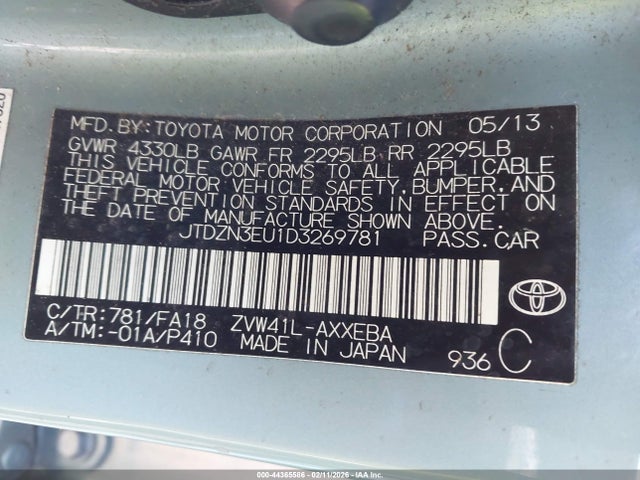 MFD.BY:TOYOTA MOTOR CORPORATION 05/13
GVWR 4330LB GAWR FR 2295LB RR 2295LB
THIS VEHICLE CONFORMS TO ALL APPLICABLE
FEDERAL MOTOR VEHICLE SAFETY,BUMPER,AND
THEFT PREVENTION STANDARDS IN EFFECT ON
THE DATE OF MANUFACTURE SHOWN ABOVE.
JTDZN3EU1D3269781 PASS.CAR
C/TR:781/FA18 ZVW41L-AXXEBA
A/TM:-01A/P410 MADE IN JAPAN 936 C
TOYOTA
000-44365586 - 02/11/2026 - IAA Inc.